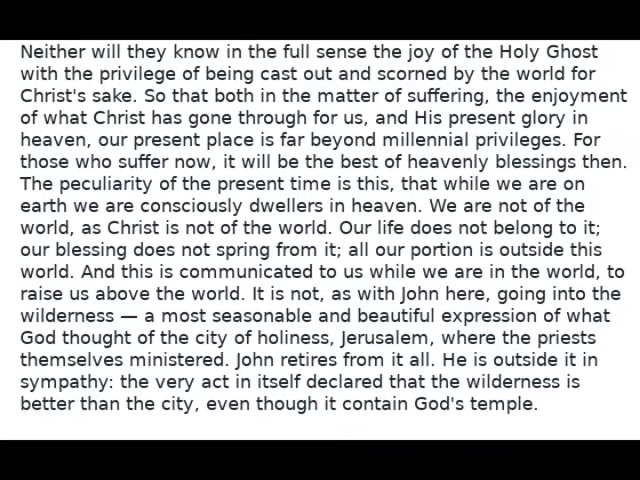 Neither will they know in the full sense the joy of the Holy Ghost
with the privilege of being cast out and scorned by the world for
Christ's sake. So that both in the matter of suffering, the enjoyment
of what Christ has gone through for us, and His present glory in
heaven, our present place is far beyond millennial privileges. For
those who suffer now, it will be the best of heavenly blessings then.
The peculiarity of the present time is this, that while we are on
earth we are consciously dwellers in heaven. We are not of the
world, as Christ is not of the world. Our life does not belong to it;
our blessing does not spring from it; all our portion is outside this
world. And this is communicated to us while we are in the world, to
raise us above the world. It is not, as with John here, going into the
wilderness — a most seasonable and beautiful expression of what
God thought of the city of holiness, Jerusalem, where the priests
themselves ministered. John retires from it all. He is outside it in
sympathy: the very act in itself declared that the wilderness is
better than the city, even though it contain God's temple.